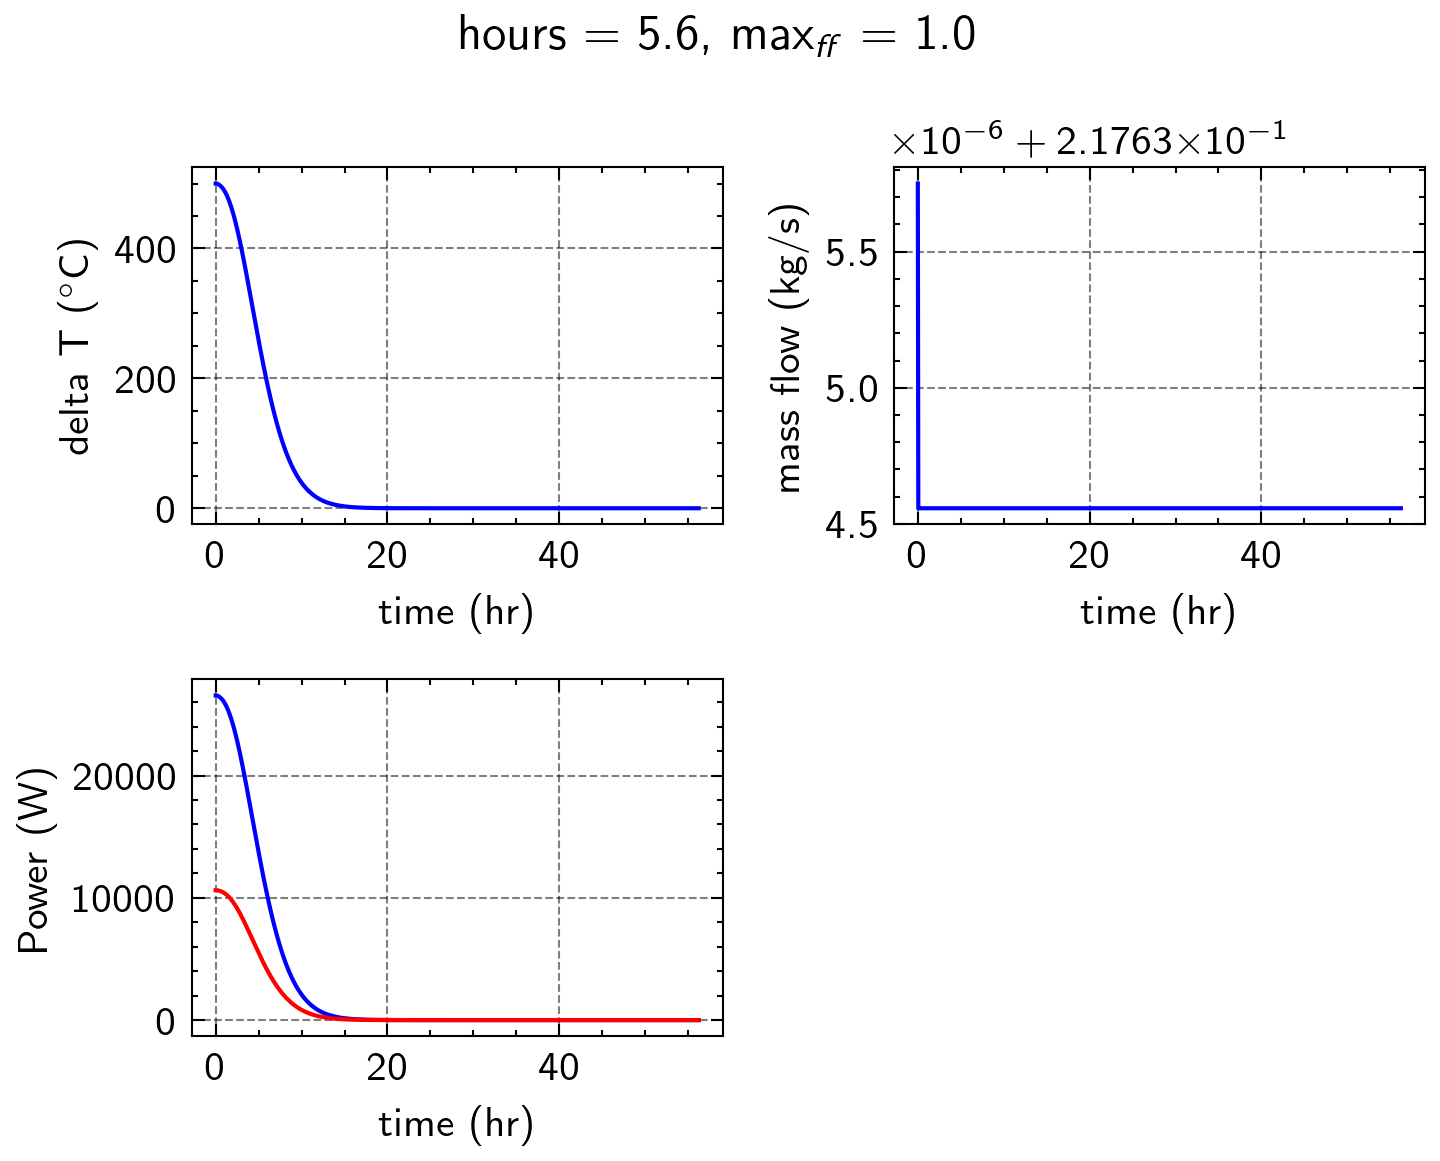 hours = 5.6, max_ff = 1.0
delta T (°C)
400
200
0
0 20 40
time (hr)
×10⁻⁶ + 2.1763×10⁻¹
mass flow (kg/s)
5.5
5.0
4.5
0 20 40
time (hr)
Power (W)
20000
10000
0
0 20 40
time (hr)